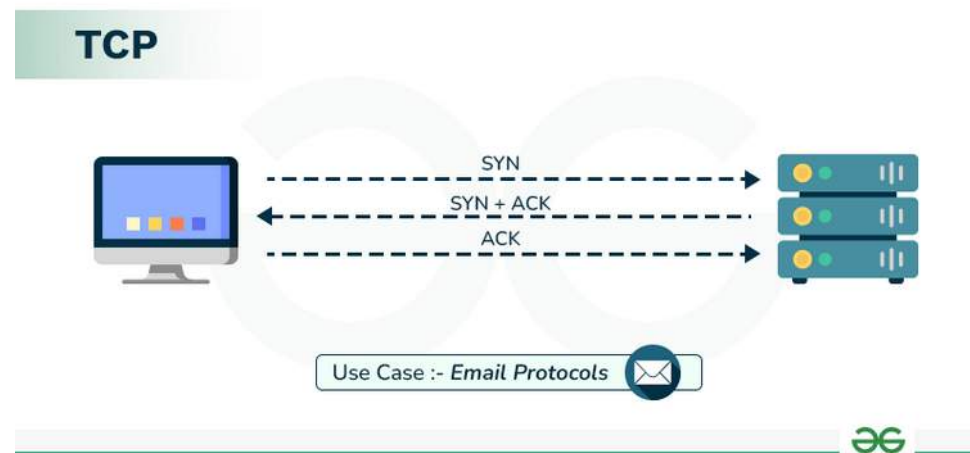 TCP
SYN
SYN + ACK
ACK
Use Case :- Email Protocols